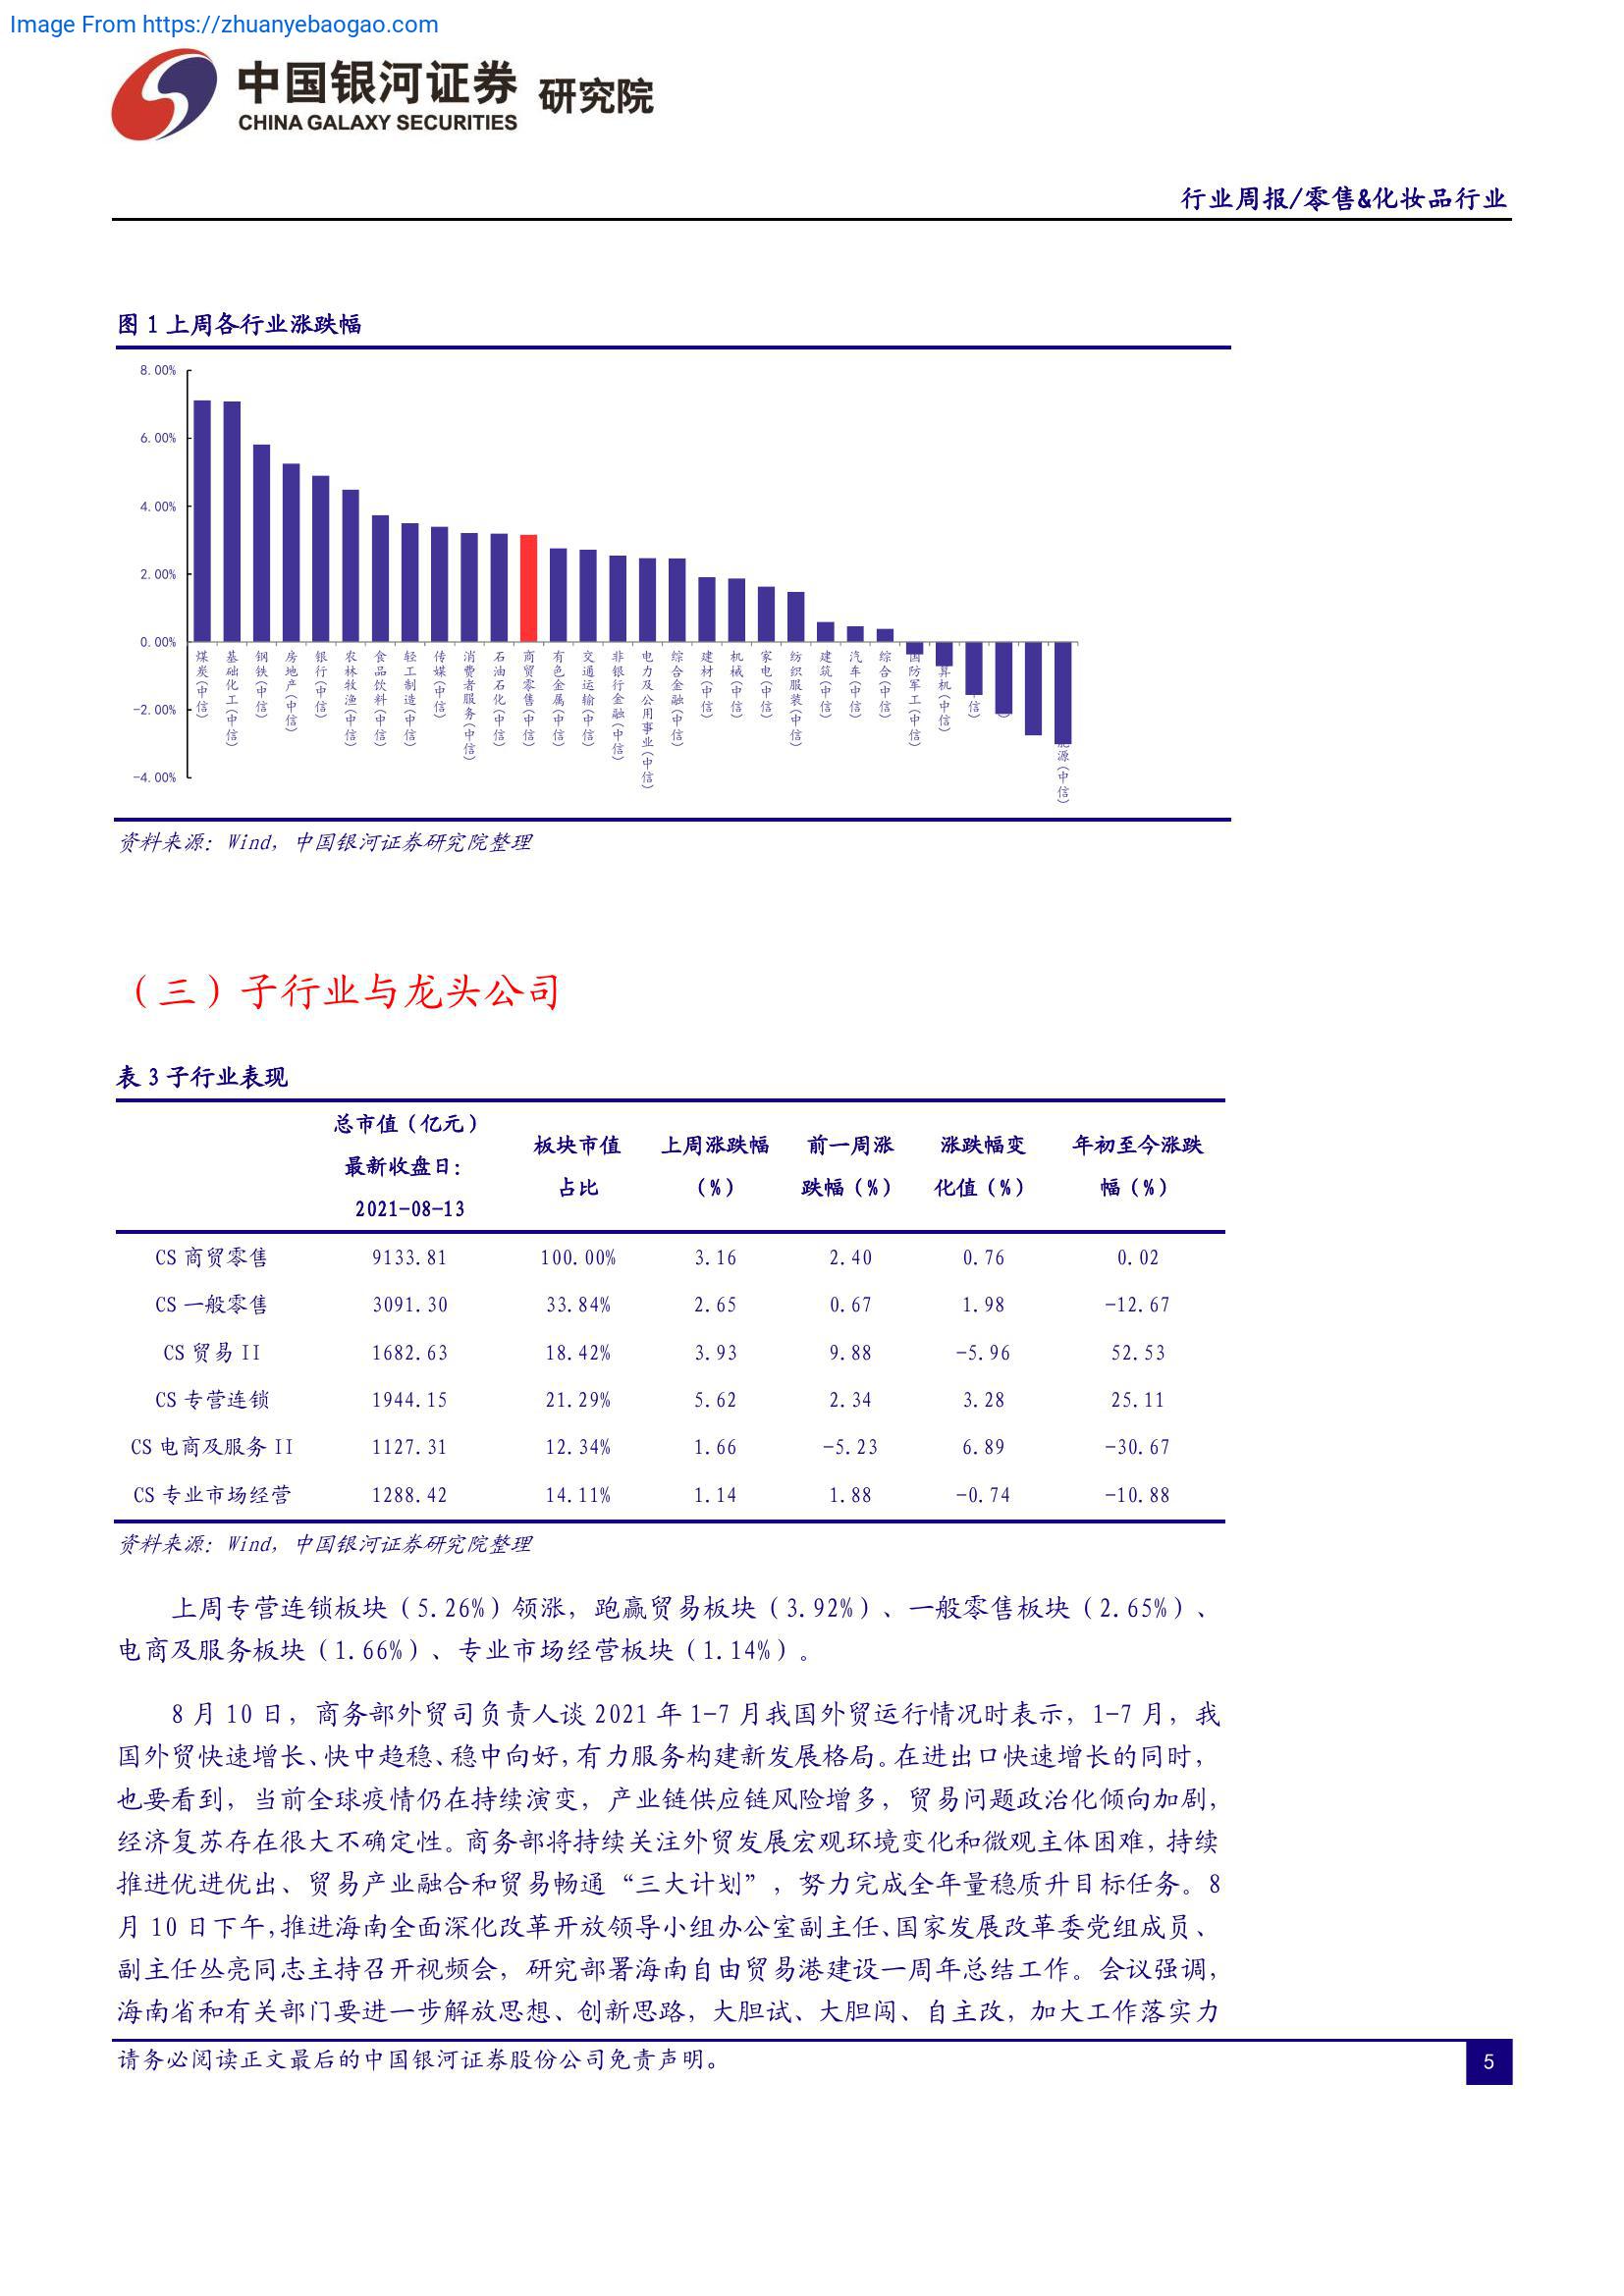 Image From https://zhuanyebaogao.com
中国银河证券 研究院
CHINA GALAXY SECURITIES
行业周报/零售&化妆品行业
图 1 上周各行业涨跌幅
8.00%
6.00%
4.00%
2.00%
0.00%
-2.00%
-4.00%
煤炭(中信)
基础化工(中信)
钢铁(中信)
房地产(中信)
银行(中信)
农林牧渔(中信)
食品饮料(中信)
轻工制造(中信)
传媒(中信)
消费者服务(中信)
石油石化(中信)
商贸零售(中信)
有色金属(中信)
交通运输(中信)
非银行金融(中信)
电力及公用事业(中信)
综合金融(中信)
建材(中信)
机械(中信)
家电(中信)
纺织服装(中信)
建筑(中信)
汽车(中信)
综合(中信)
国防军工(中信)
算机(中信)
信)
源(中信)
资料来源: Wind, 中国银河证券研究院整理
（三）子行业与龙头公司
表 3 子行业表现
总市值（亿元）最新收盘日: 2021-08-13 板块市值占比 上周涨跌幅（%） 前一周涨跌幅（%） 涨跌幅变化值（%） 年初至今涨跌幅（%）
CS 商贸零售 9133.81 100.00% 3.16 2.40 0.76 0.02
CS 一般零售 3091.30 33.84% 2.65 0.67 1.98 -12.67
CS 贸易 II 1682.63 18.42% 3.93 9.88 -5.96 52.53
CS 专营连锁 1944.15 21.29% 5.62 2.34 3.28 25.11
CS 电商及服务 II 1127.31 12.34% 1.66 -5.23 6.89 -30.67
CS 专业市场经营 1288.42 14.11% 1.14 1.88 -0.74 -10.88
资料来源: Wind, 中国银河证券研究院整理
上周专营连锁板块（5.26%）领涨，跑赢贸易板块（3.92%）、一般零售板块（2.65%）、
电商及服务板块（1.66%）、专业市场经营板块（1.14%）。
8 月 10 日，商务部外贸司负责人谈 2021 年 1-7 月我国外贸运行情况时表示，1-7 月，我
国外贸快速增长、快中趋稳、稳中向好，有力服务构建新发展格局。在进出口快速增长的同时，
也要看到，当前全球疫情仍在持续演变，产业链供应链风险增多，贸易问题政治化倾向加剧，
经济复苏存在很大不确定性。商务部将持续关注外贸发展宏观环境变化和微观主体困难，持续
推进优进优出、贸易产业融合和贸易畅通“三大计划”，努力完成全年量稳质升目标任务。8
月 10 日下午，推进海南全面深化改革开放领导小组办公室副主任、国家发展改革委党组成员、
副主任丛亮同志主持召开视频会，研究部署海南自由贸易港建设一周年总结工作。会议强调，
海南省和有关部门要进一步解放思想、创新思路，大胆试、大胆闯、自主改，加大工作落实力
请务必阅读正文最后的中国银河证券股份公司免责声明。
5